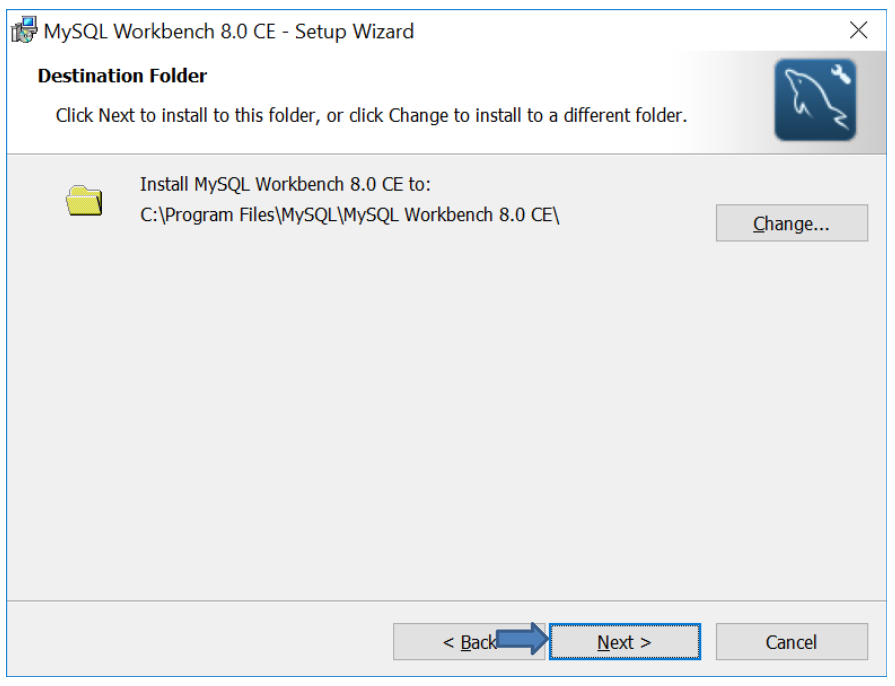 MySQL Workbench 8.0 CE - Setup Wizard
Destination Folder
Click Next to install to this folder, or click Change to install to a different folder.
Install MySQL Workbench 8.0 CE to:
C:\Program Files\MySQL\MySQL Workbench 8.0 CE\
Change...
< Back
Next >
Cancel